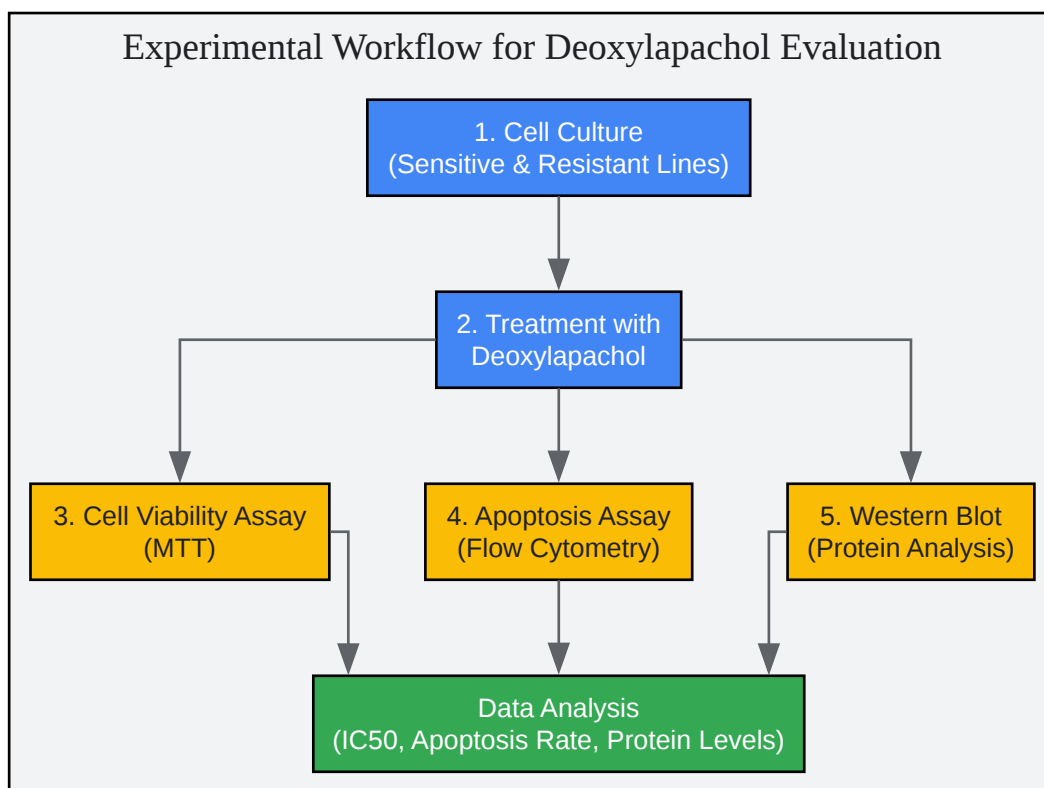 Experimental Workflow for Deoxylapachol Evaluation
1. Cell Culture
(Sensitive & Resistant Lines)
2. Treatment with
Deoxylapachol
3. Cell Viability Assay
(MTT)
4. Apoptosis Assay
(Flow Cytometry)
5. Western Blot
(Protein Analysis)
Data Analysis
(IC50, Apoptosis Rate, Protein Levels)